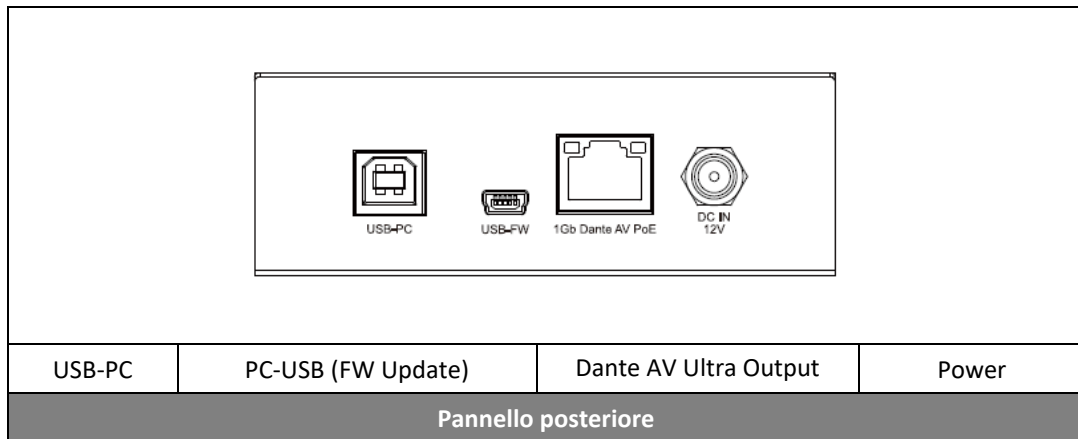 USB-PC USB-FW 1Gb Dante AV PoE DC IN
12V
USB-PC PC-USB (FW Update) Dante AV Ultra Output Power
Pannello posteriore